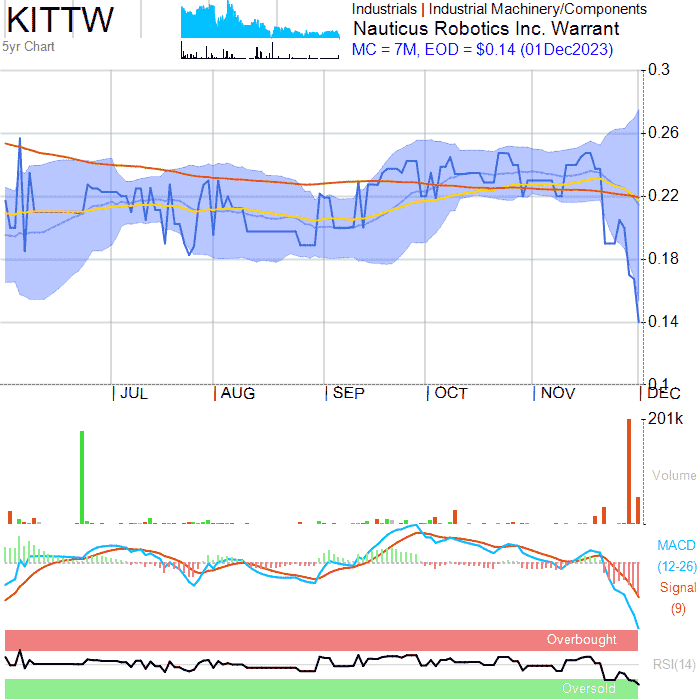 KITTW
5yr Chart
Industrials | Industrial Machinery/Components
Nauticus Robotics Inc. Warrant
MC = 7M, EOD = $0.14 (01Dec2023)
0.3
0.26
0.22
0.18
0.14
0.1
JUL AUG SEP OCT NOV DEC
201k
Volume
MACD
(12-26)
Signal
(9)
Overbought
RSI(14)
Oversold